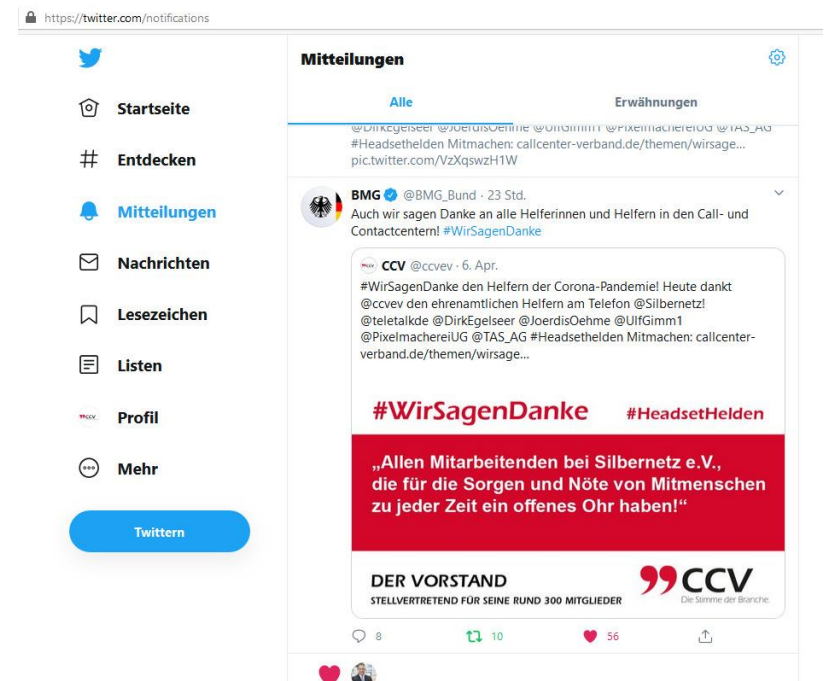 https://twitter.com/notifications
Mitteilungen
Alle
Erwähnungen
Startseite
Entdecken
Mitteilungen
Nachrichten
Lesezeichen
Listen
Profil
Mehr
Twittern
@DirkEgelseer @JoerdisOehme @UlfGimm1 @PixelmachereiUG @TAS_AG
#Headsethelden Mitmachen: callcenter-verband.de/themen/wirsage...
pic.twitter.com/VzXqswzH1W
BMG @BMG_Bund · 23 Std.
Auch wir sagen Danke an alle Helferinnen und Helfern in den Call- und
Contactcentern! #WirSagenDanke
CCV @ccvev · 6. Apr.
#WirSagenDanke den Helfern der Corona-Pandemie! Heute dankt
@ccvev den ehrenamtlichen Helfern am Telefon @Silbernetz!
@teletalkde @DirkEgelseer @JoerdisOehme @UlfGimm1
@PixelmachereiUG @TAS_AG #Headsethelden Mitmachen: callcenter-
verband.de/themen/wirsage...
#WirSagenDanke #HeadsetHelden
„Allen Mitarbeitenden bei Silbernetz e.V.,
die für die Sorgen und Nöte von Mitmenschen
zu jeder Zeit ein offenes Ohr haben!“
DER VORSTAND
STELLVERTRETEND FÜR SEINE RUND 300 MITGLIEDER
CCV
Die Stimme der Branche.
8 10 56